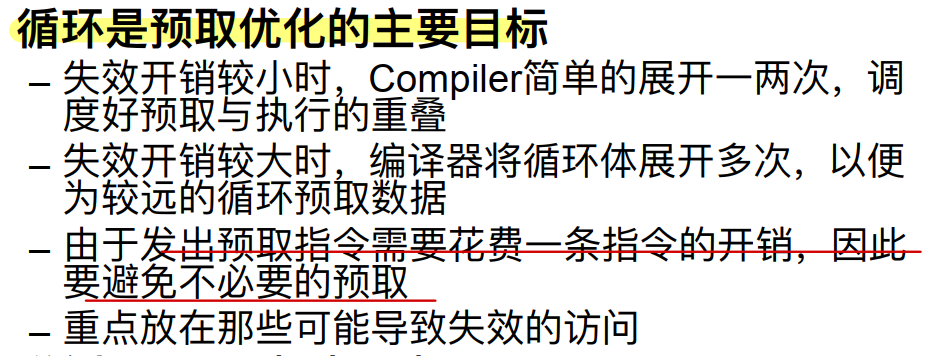 循环是预取优化的主要目标
– 失效开销较小时，Compiler简单的展开一两次，调
度好预取与执行的重叠
– 失效开销较大时，编译器将循环体展开多次，以便
为较远的循环预取数据
– 由于发出预取指令需要花费一条指令的开销，因此
要避免不必要的预取
– 重点放在那些可能导致失效的访问